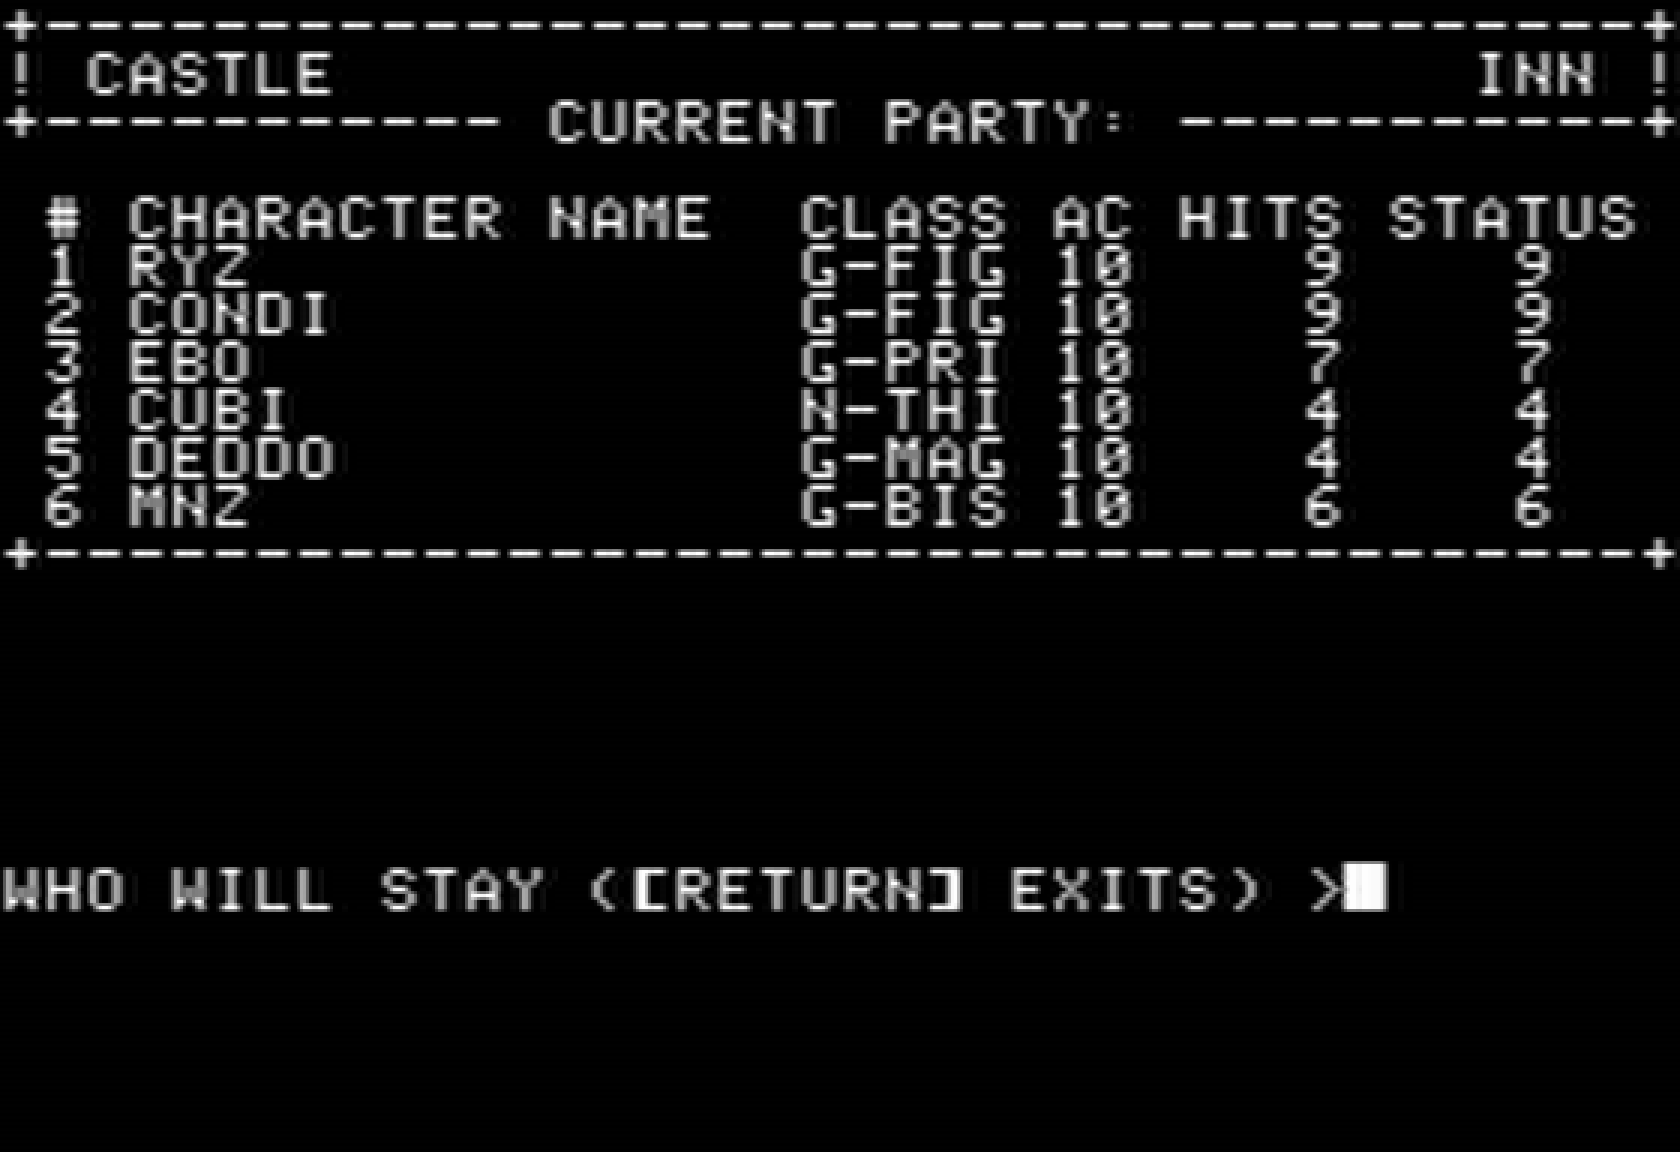 +--------------------------------------+
! CASTLE                           INN !
+----------- CURRENT PARTY: -----------+
 # CHARACTER NAME  CLASS AC HITS STATUS
 1 RYZ             G-FIG 10    9    9
 2 CONDI           G-FIG 10    9    9
 3 EBO             G-PRI 10    7    7
 4 CUBI            N-THI 10    4    4
 5 DEDDO           G-MAG 10    4    4
 6 MNZ             G-BIS 10    6    6
+--------------------------------------+
WHO WILL STAY ([RETURN] EXITS) >